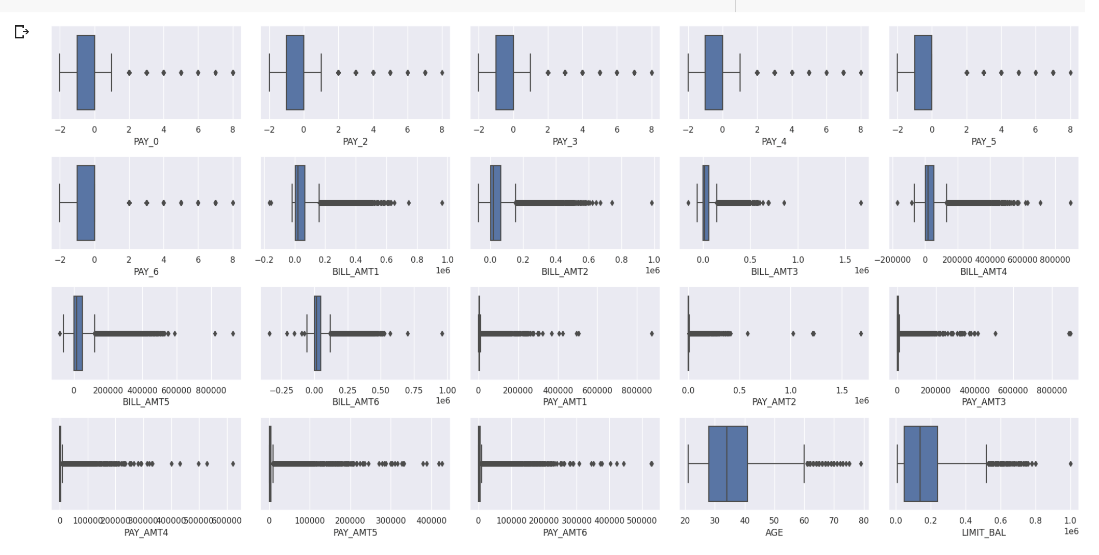 −2 0 2 4 6 8 −2 0 2 4 6 8 −2 0 2 4 6 8 −2 0 2 4 6 8 −2 0 2 4 6 8
PAY_0 PAY_2 PAY_3 PAY_4 PAY_5
−2 0 2 4 6 8 −0.2 0.0 0.2 0.4 0.6 0.8 1.0 0.0 0.2 0.4 0.6 0.8 1.0 0.0 0.5 1.0 1.5 −200000 0 200000 400000 600000 800000
PAY_6 BILL_AMT1 1e6 BILL_AMT2 1e6 BILL_AMT3 1e6 BILL_AMT4
0 200000 400000 600000 800000 −0.25 0.00 0.25 0.50 0.75 1.00 0 200000 400000 600000 800000 0.0 0.5 1.0 1.5 0 200000 400000 600000 800000
BILL_AMT5 BILL_AMT6 1e6 PAY_AMT1 PAY_AMT2 1e6 PAY_AMT3
0 100000 200000 300000 400000 500000 600000 0 100000 200000 300000 400000 0 100000 200000 300000 400000 500000 20 30 40 50 60 70 80 0.0 0.2 0.4 0.6 0.8 1.0
PAY_AMT4 PAY_AMT5 PAY_AMT6 AGE LIMIT_BAL 1e6